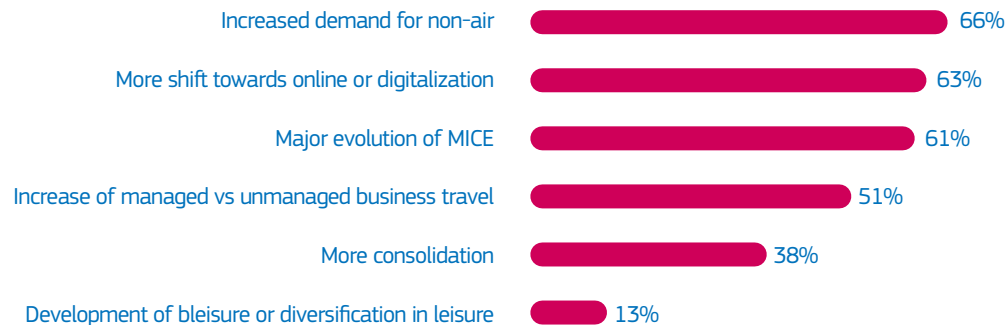 Increased demand for non-air 66%
More shift towards online or digitalization 63%
Major evolution of MICE 61%
Increase of managed vs unmanaged business travel 51%
More consolidation 38%
Development of bleisure or diversification in leisure 13%